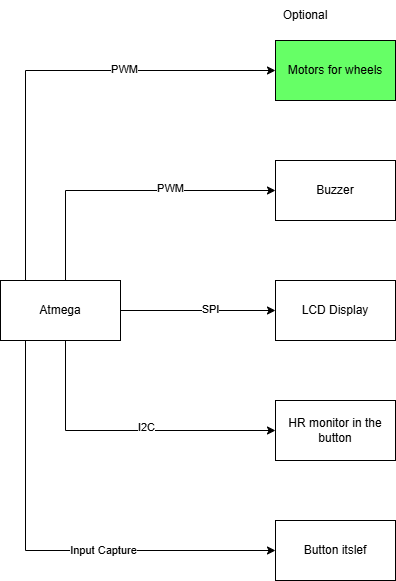 Optional
PWM
Motors for wheels
PWM
Buzzer
Atmega
SPI
LCD Display
I2C
HR monitor in the
button
Input Capture
Button itslef